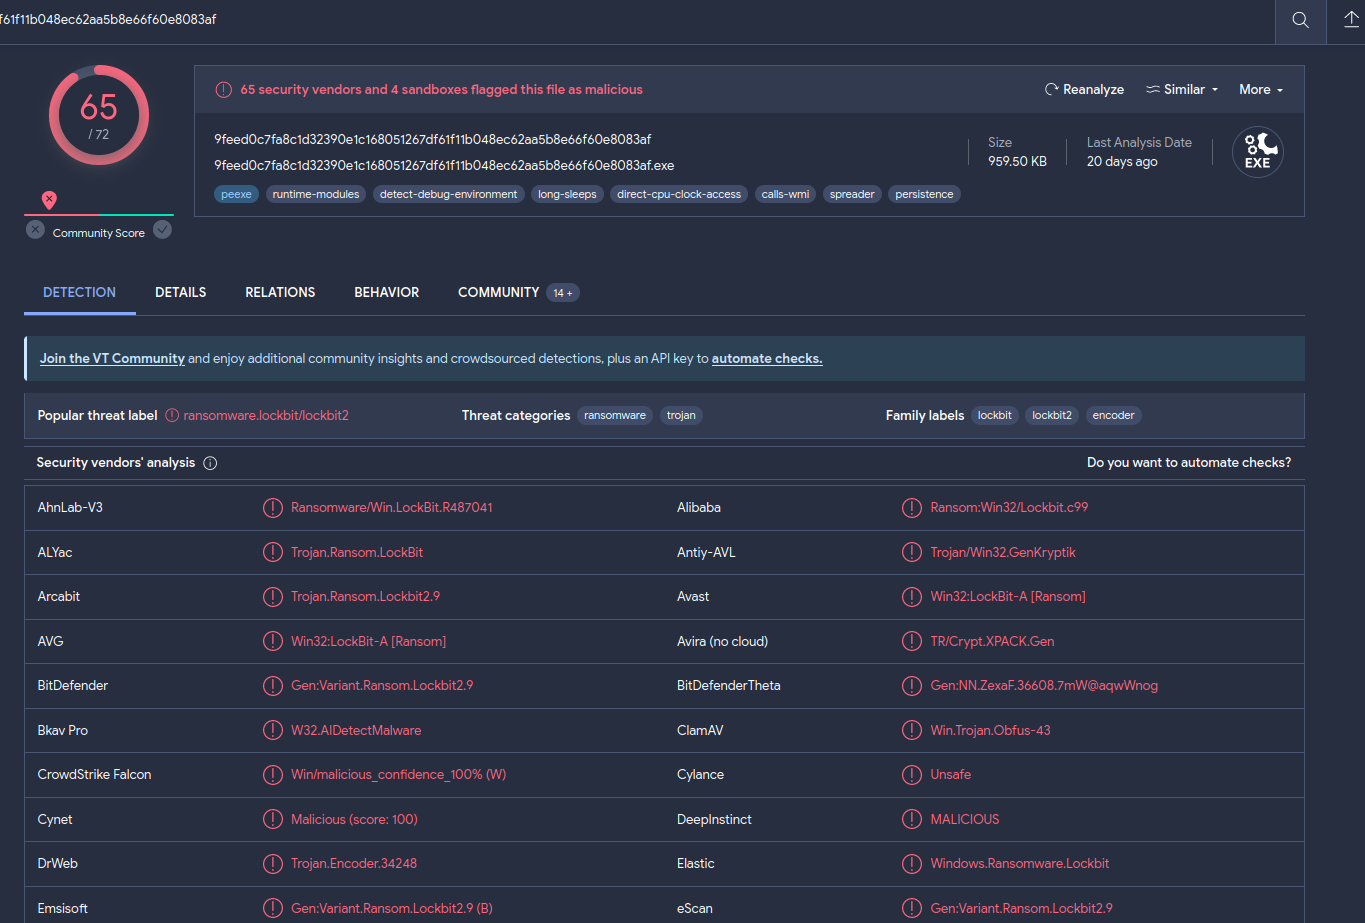 f61f11b048ec62aa5b8e66f60e8083af
65
/ 72
Community Score
65 security vendors and 4 sandboxes flagged this file as malicious
Reanalyze Similar More
9feed0c7fa8c1d32390e1c168051267df61f11b048ec62aa5b8e66f60e8083af
9feed0c7fa8c1d32390e1c168051267df61f11b048ec62aa5b8e66f60e8083af.exe
peexe runtime-modules detect-debug-environment long-sleeps direct-cpu-clock-access calls-wmi spreader persistence
Size
959.50 KB
Last Analysis Date
20 days ago
EXE
DETECTION DETAILS RELATIONS BEHAVIOR COMMUNITY 14 +
Join the VT Community and enjoy additional community insights and crowdsourced detections, plus an API key to automate checks.
Popular threat label ransomware.lockbit/lockbit2 Threat categories ransomware trojan Family labels lockbit lockbit2 encoder
Security vendors' analysis Do you want to automate checks?
AhnLab-V3 Ransomware/Win.LockBit.R487041 Alibaba Ransom:Win32/Lockbit.c99
ALYac Trojan.Ransom.LockBit Antiy-AVL Trojan/Win32.GenKryptik
Arcabit Trojan.Ransom.Lockbit2.9 Avast Win32:LockBit-A [Ransom]
AVG Win32:LockBit-A [Ransom] Avira (no cloud) TR/Crypt.XPACK.Gen
BitDefender Gen:Variant.Ransom.Lockbit2.9 BitDefenderTheta Gen:NN.ZexaF.36608.7mW@aqwWnog
Bkav Pro W32.AIDetectMalware ClamAV Win.Trojan.Obfus-43
CrowdStrike Falcon Win/malicious_confidence_100% (W) Cylance Unsafe
Cynet Malicious (score: 100) DeepInstinct MALICIOUS
DrWeb Trojan.Encoder.34248 Elastic Windows.Ransomware.Lockbit
Emsisoft Gen:Variant.Ransom.Lockbit2.9 (B) eScan Gen:Variant.Ransom.Lockbit2.9